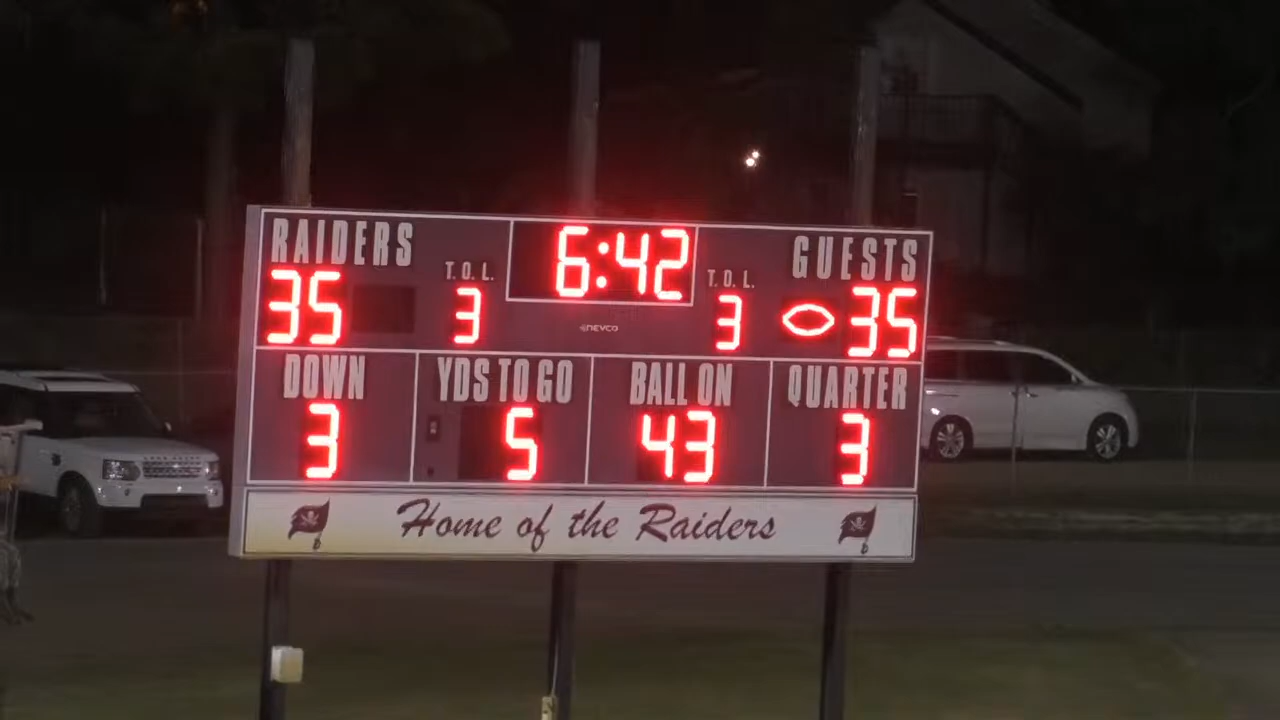 RAIDERS 6:42 GUESTS
T.O.L. T.O.L.
35 3 3 35
NEVCO
DOWN YDS TO GO BALL ON QUARTER
3 5 43 3
Home of the Raiders